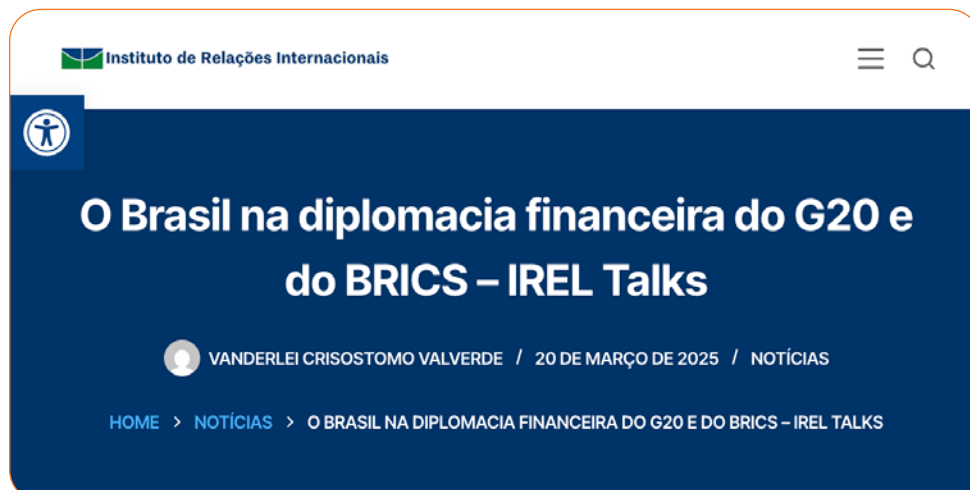 Instituto de Relações Internacionais
O Brasil na diplomacia financeira do G20 e
do BRICS – IREL Talks
VANDERLEI CRISOSTOMO VALVERDE / 20 DE MARÇO DE 2025 / NOTÍCIAS
HOME > NOTÍCIAS > O BRASIL NA DIPLOMACIA FINANCEIRA DO G20 E DO BRICS – IREL TALKS